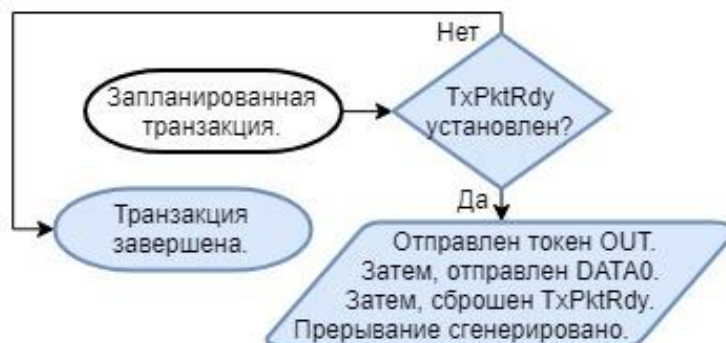 Нет
Запланированная
транзакция.
TxPktRdy
установлен?
Да
Транзакция
завершена.
Отправлен токен OUT.
Затем, отправлен DATA0.
Затем, сброшен TxPktRdy.
Прерывание сгенерировано.